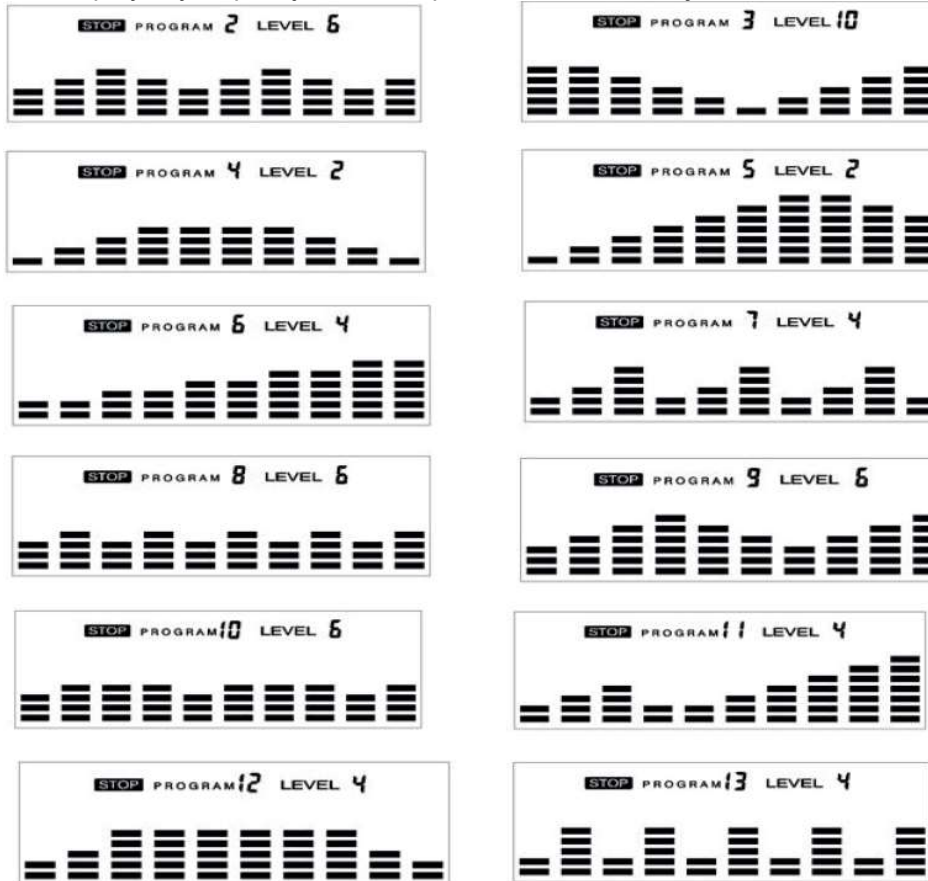 STOP PROGRAM 2 LEVEL 6
STOP PROGRAM 3 LEVEL 10
STOP PROGRAM 4 LEVEL 2
STOP PROGRAM 5 LEVEL 2
STOP PROGRAM 6 LEVEL 4
STOP PROGRAM 7 LEVEL 4
STOP PROGRAM 8 LEVEL 6
STOP PROGRAM 9 LEVEL 6
STOP PROGRAM 10 LEVEL 6
STOP PROGRAM 11 LEVEL 4
STOP PROGRAM 12 LEVEL 4
STOP PROGRAM 13 LEVEL 4